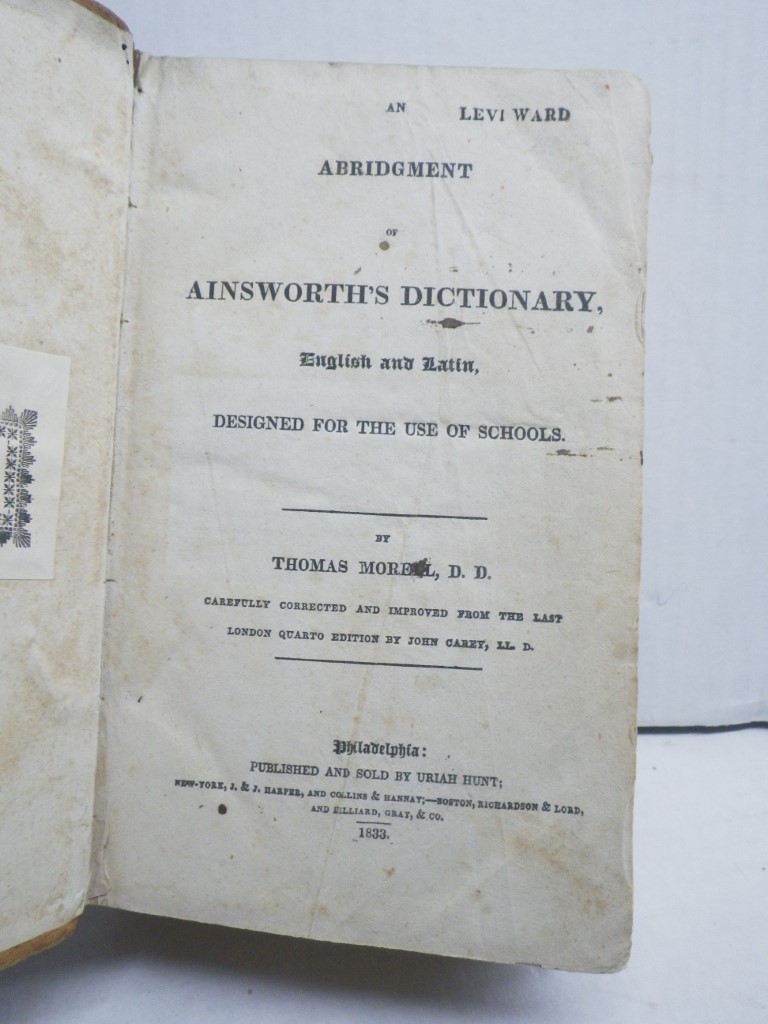 AN
LEVI WARD
ABRIDGMENT
OF
AINSWORTH'S DICTIONARY,
English and Latin,
DESIGNED FOR THE USE OF SCHOOLS.
BY
THOMAS MORELL, D. D.
CAREFULLY CORRECTED AND IMPROVED FROM THE LAST
LONDON QUARTO EDITION BY JOHN CAREY, LL. D.
Philadelphia:
PUBLISHED AND SOLD BY URIAH HUNT;
NEW-YORK, J. & J. HARPER, AND COLLINS & HANNAY;—BOSTON, RICHARDSON & LORD,
AND HILLIARD, GRAY, & CO.
1833.